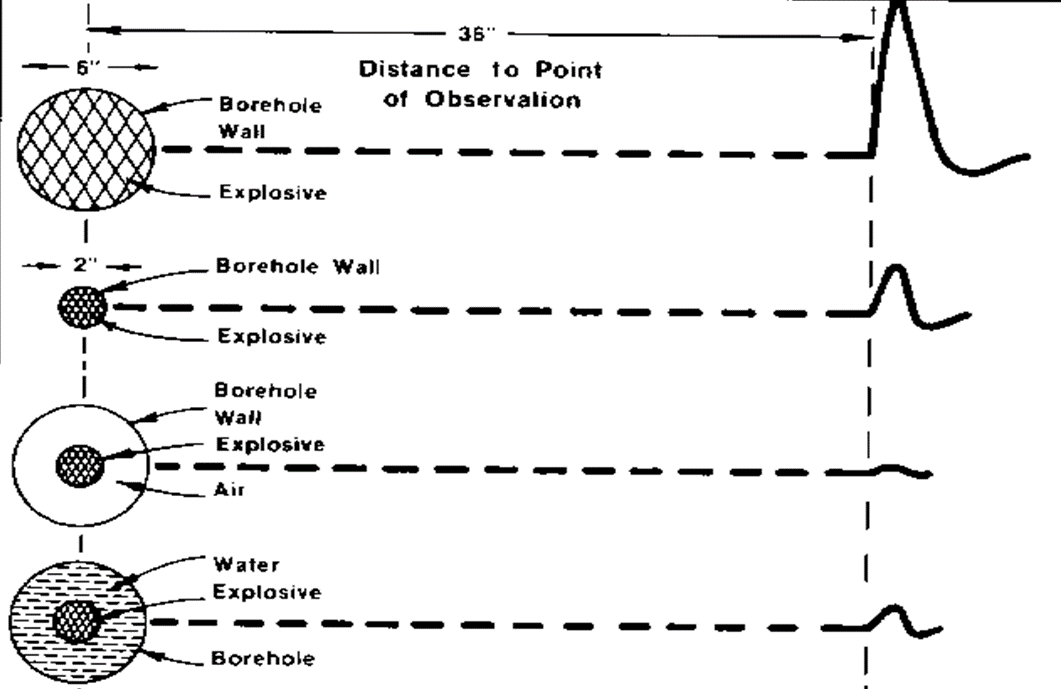 36"
6"
Distance to Point
of Observation
Borehole
Wall
Explosive
2"
Borehole Wall
Explosive
Borehole
Wall
Explosive
Air
Water
Explosive
Borehole